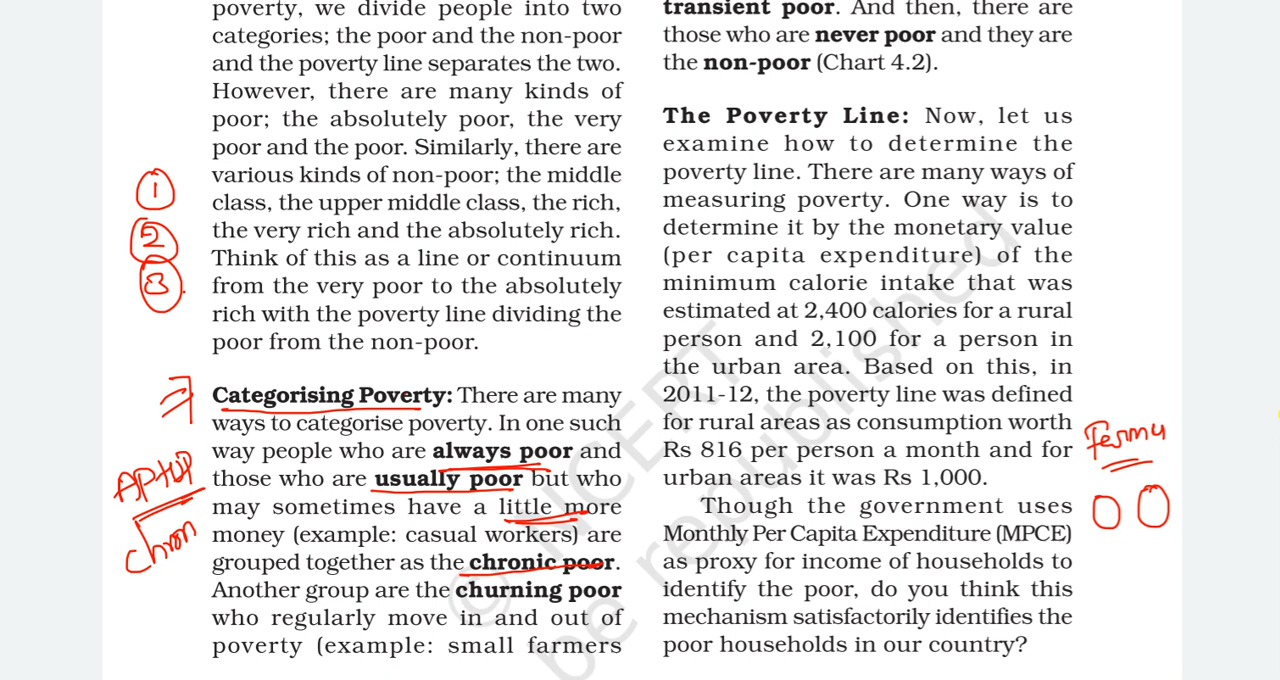 poverty, we divide people into two
categories; the poor and the non-poor
and the poverty line separates the two.
However, there are many kinds of
poor; the absolutely poor, the very
poor and the poor. Similarly, there are
various kinds of non-poor; the middle
class, the upper middle class, the rich,
the very rich and the absolutely rich.
Think of this as a line or continuum
from the very poor to the absolutely
rich with the poverty line dividing the
poor from the non-poor.
1
2
3
Categorising Poverty: There are many
ways to categorise poverty. In one such
way people who are always poor and
those who are usually poor but who
may sometimes have a little more
money (example: casual workers) are
grouped together as the chronic poor.
Another group are the churning poor
who regularly move in and out of
poverty (example: small farmers
AP+UP
Chron
transient poor. And then, there are
those who are never poor and they are
the non-poor (Chart 4.2).
The Poverty Line: Now, let us
examine how to determine the
poverty line. There are many ways of
measuring poverty. One way is to
determine it by the monetary value
(per capita expenditure) of the
minimum calorie intake that was
estimated at 2,400 calories for a rural
person and 2,100 for a person in
the urban area. Based on this, in
2011-12, the poverty line was defined
for rural areas as consumption worth
Rs 816 per person a month and for
urban areas it was Rs 1,000.
Though the government uses
Monthly Per Capita Expenditure (MPCE)
as proxy for income of households to
identify the poor, do you think this
mechanism satisfactorily identifies the
poor households in our country?
© NCERT
be republished